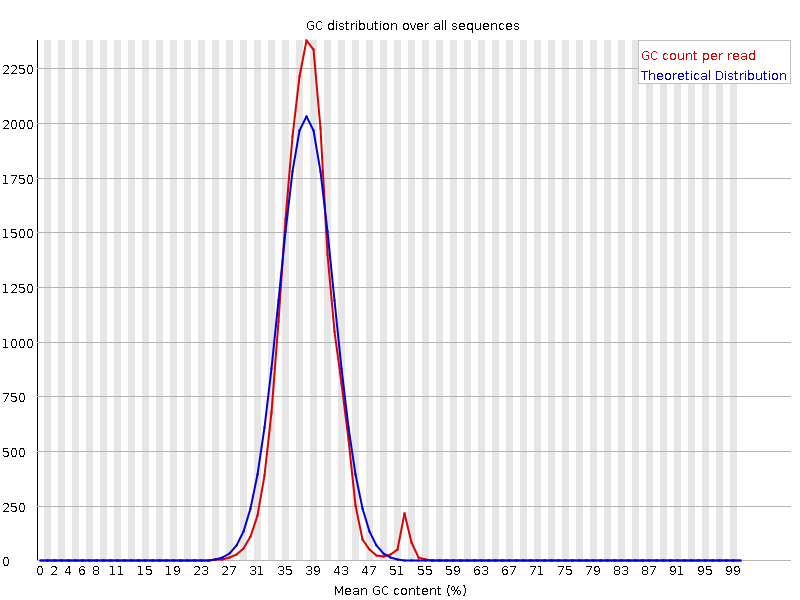 GC distribution over all sequences
GC count per read
Theoretical Distribution
2250
2000
1750
1500
1250
1000
750
500
250
0
0 2 4 6 8 11 15 19 23 27 31 35 39 43 47 51 55 59 63 67 71 75 79 83 87 91 95 99
Mean GC content (%)